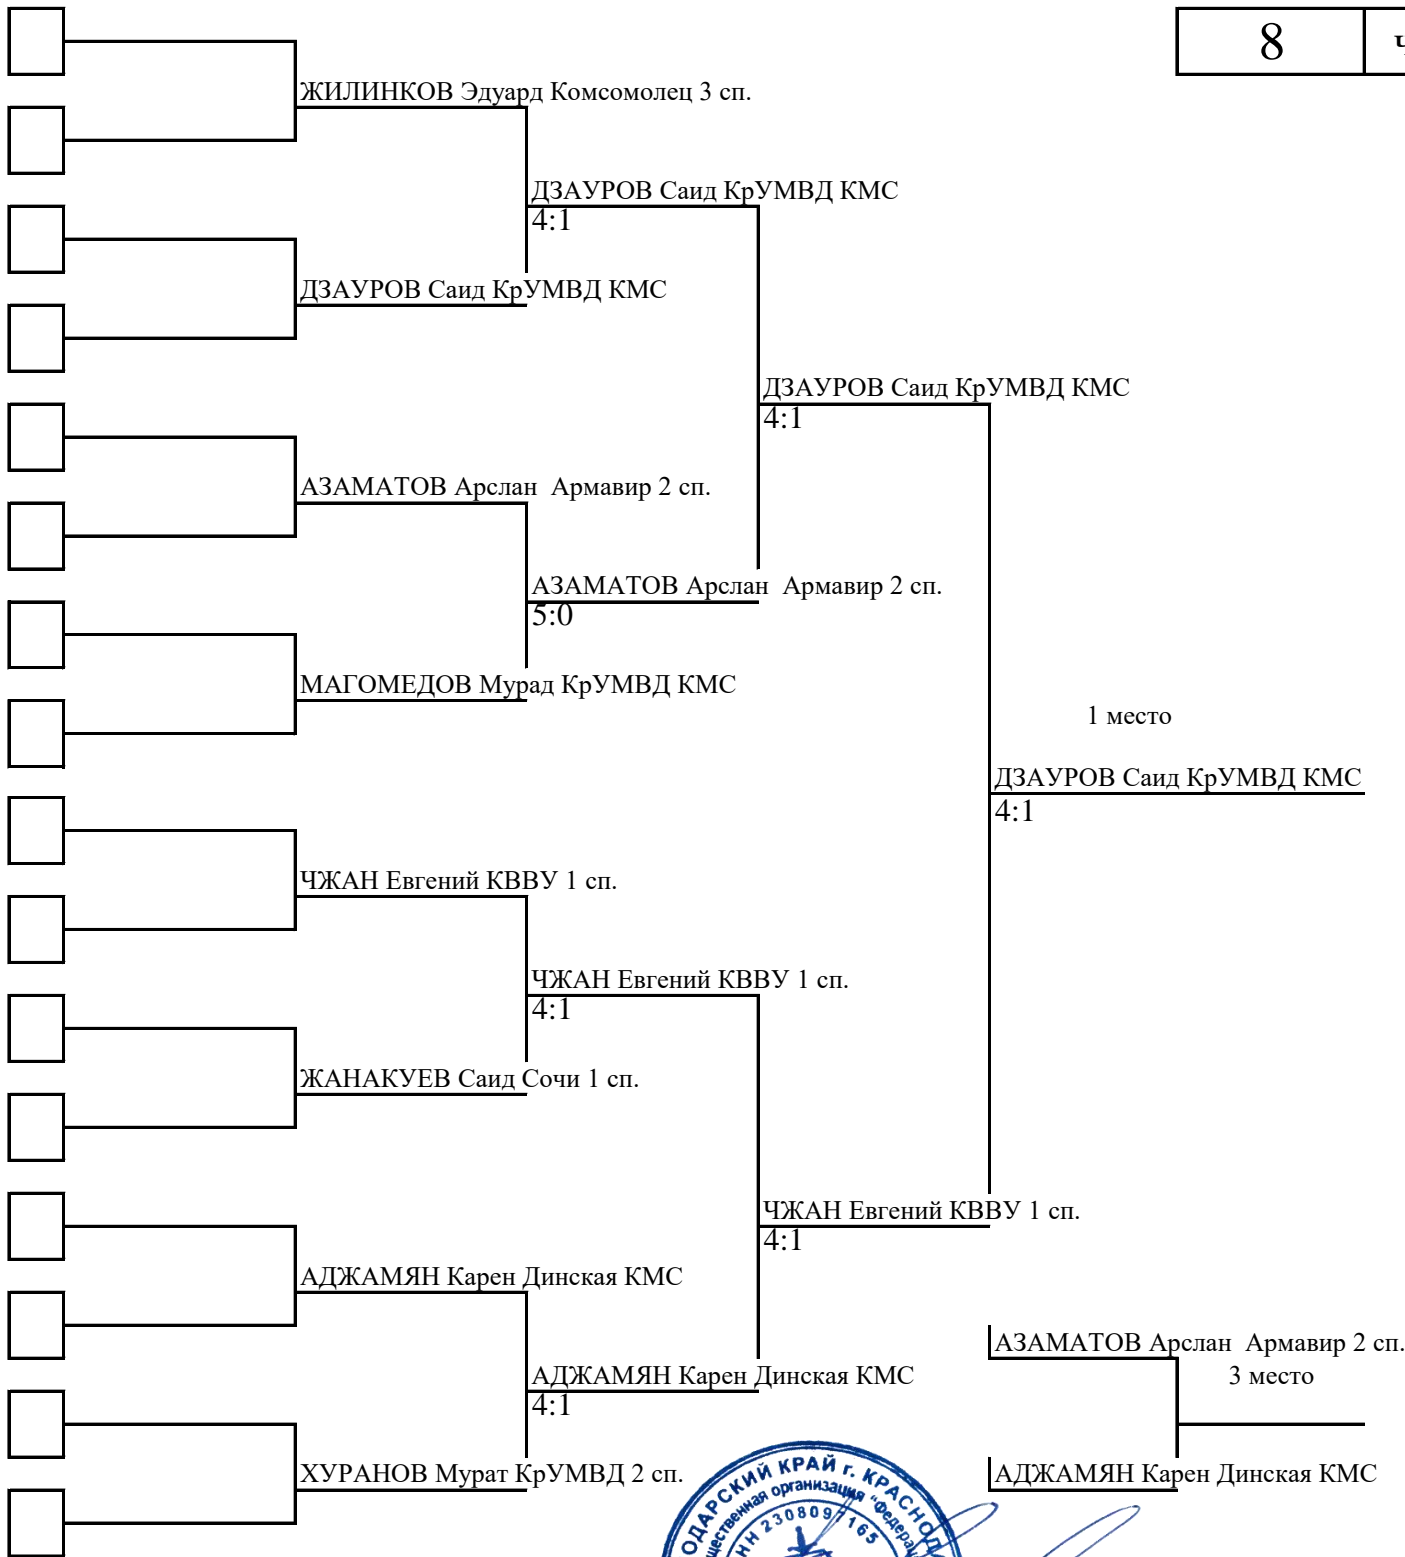 8
ЖИЛИНКОВ Эдуард Комсомолец 3 сп.
ДЗАУРОВ Саид КрУМВД КМС
4:1
ДЗАУРОВ Саид КрУМВД КМС
ДЗАУРОВ Саид КрУМВД КМС
4:1
АЗАМАТОВ Арслан  Армавир 2 сп.
АЗАМАТОВ Арслан  Армавир 2 сп.
5:0
МАГОМЕДОВ Мурад КрУМВД КМС
1 место
ДЗАУРОВ Саид КрУМВД КМС
4:1
ЧЖАН Евгений КВВУ 1 сп.
ЧЖАН Евгений КВВУ 1 сп.
4:1
ЖАНАКУЕВ Саид Сочи 1 сп.
ЧЖАН Евгений КВВУ 1 сп.
4:1
АДЖАМЯН Карен Динская КМС
АЗАМАТОВ Арслан  Армавир 2 сп.
3 место
АДЖАМЯН Карен Динская КМС
4:1
ХУРАНОВ Мурат КрУМВД 2 сп.
АДЖАМЯН Карен Динская КМС
КРАЙ г.
организация
2308097165